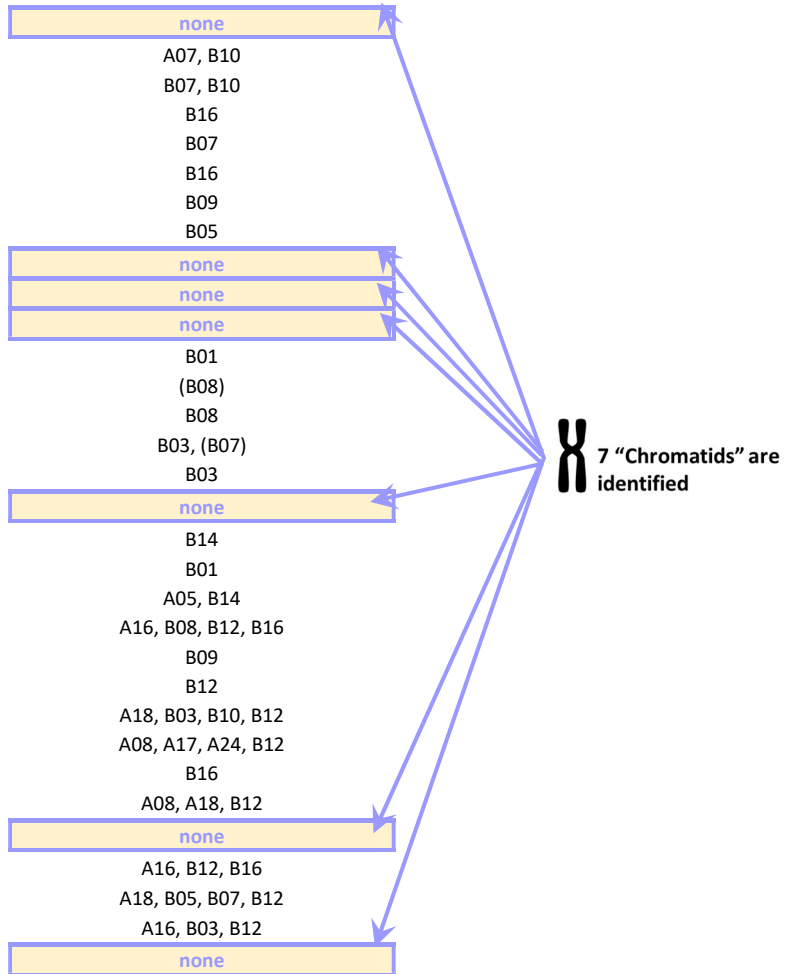 none
A07, B10
B07, B10
B16
B07
B16
B09
B05
none
none
none
B01
(B08)
B08
B03, (B07)
B03
none
B14
B01
A05, B14
A16, B08, B12, B16
B09
B12
A18, B03, B10, B12
A08, A17, A24, B12
B16
A08, A18, B12
none
A16, B12, B16
A18, B05, B07, B12
A16, B03, B12
none
7 “Chromatids” are
identified